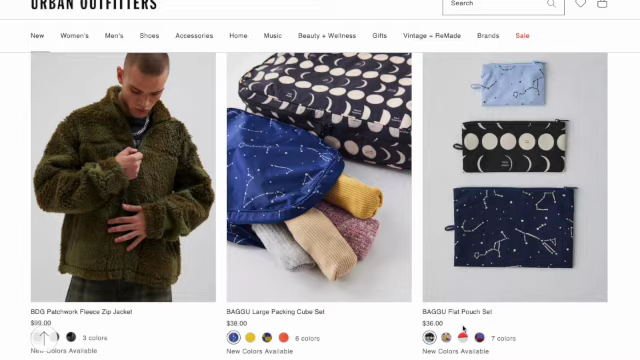 URBAN OUTFITTERS
Search
New Women's Men's Shoes Accessories Home Music Beauty + Wellness Gifts Vintage + ReMade Brands Sale
BDG Patchwork Fleece Zip Jacket
$99.00
3 colors
New Colors Available
BAGGU Large Packing Cube Set
$38.00
6 colors
New Colors Available
BAGGU Flat Pouch Set
$36.00
7 colors
New Colors Available